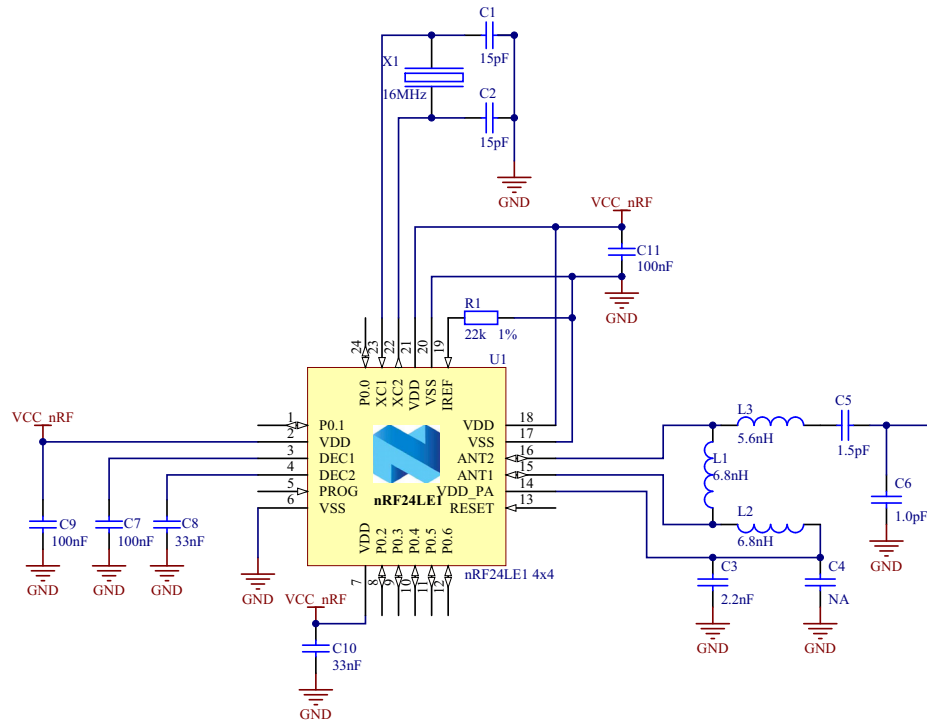 C1
15pF
X1
16MHz
C2
15pF
GND
VCC_nRF
C11
100nF
GND
R1
22k 1%
U1
24
23
22
21
20
19
P0.0
XC1
XC2
VDD
VSS
IREF
VCC_nRF
1 P0.1
2 VDD
3 DEC1
4 DEC2
5 PROG
6 VSS
VDD 18
VSS 17
ANT2 16
ANT1 15
VDD_PA 14
RESET 13
nRF24LE1
VDD
P0.2
P0.3
P0.4
P0.5
P0.6
7
8
9
10
11
12
nRF24LE1 4x4
C9
100nF
GND
C7
100nF
GND
C8
33nF
GND
GND
VCC_nRF
C10
33nF
GND
L3
5.6nH
C5
1.5pF
L1
6.8nH
L2
6.8nH
C6
1.0pF
GND
C3
2.2nF
GND
C4
NA
GND